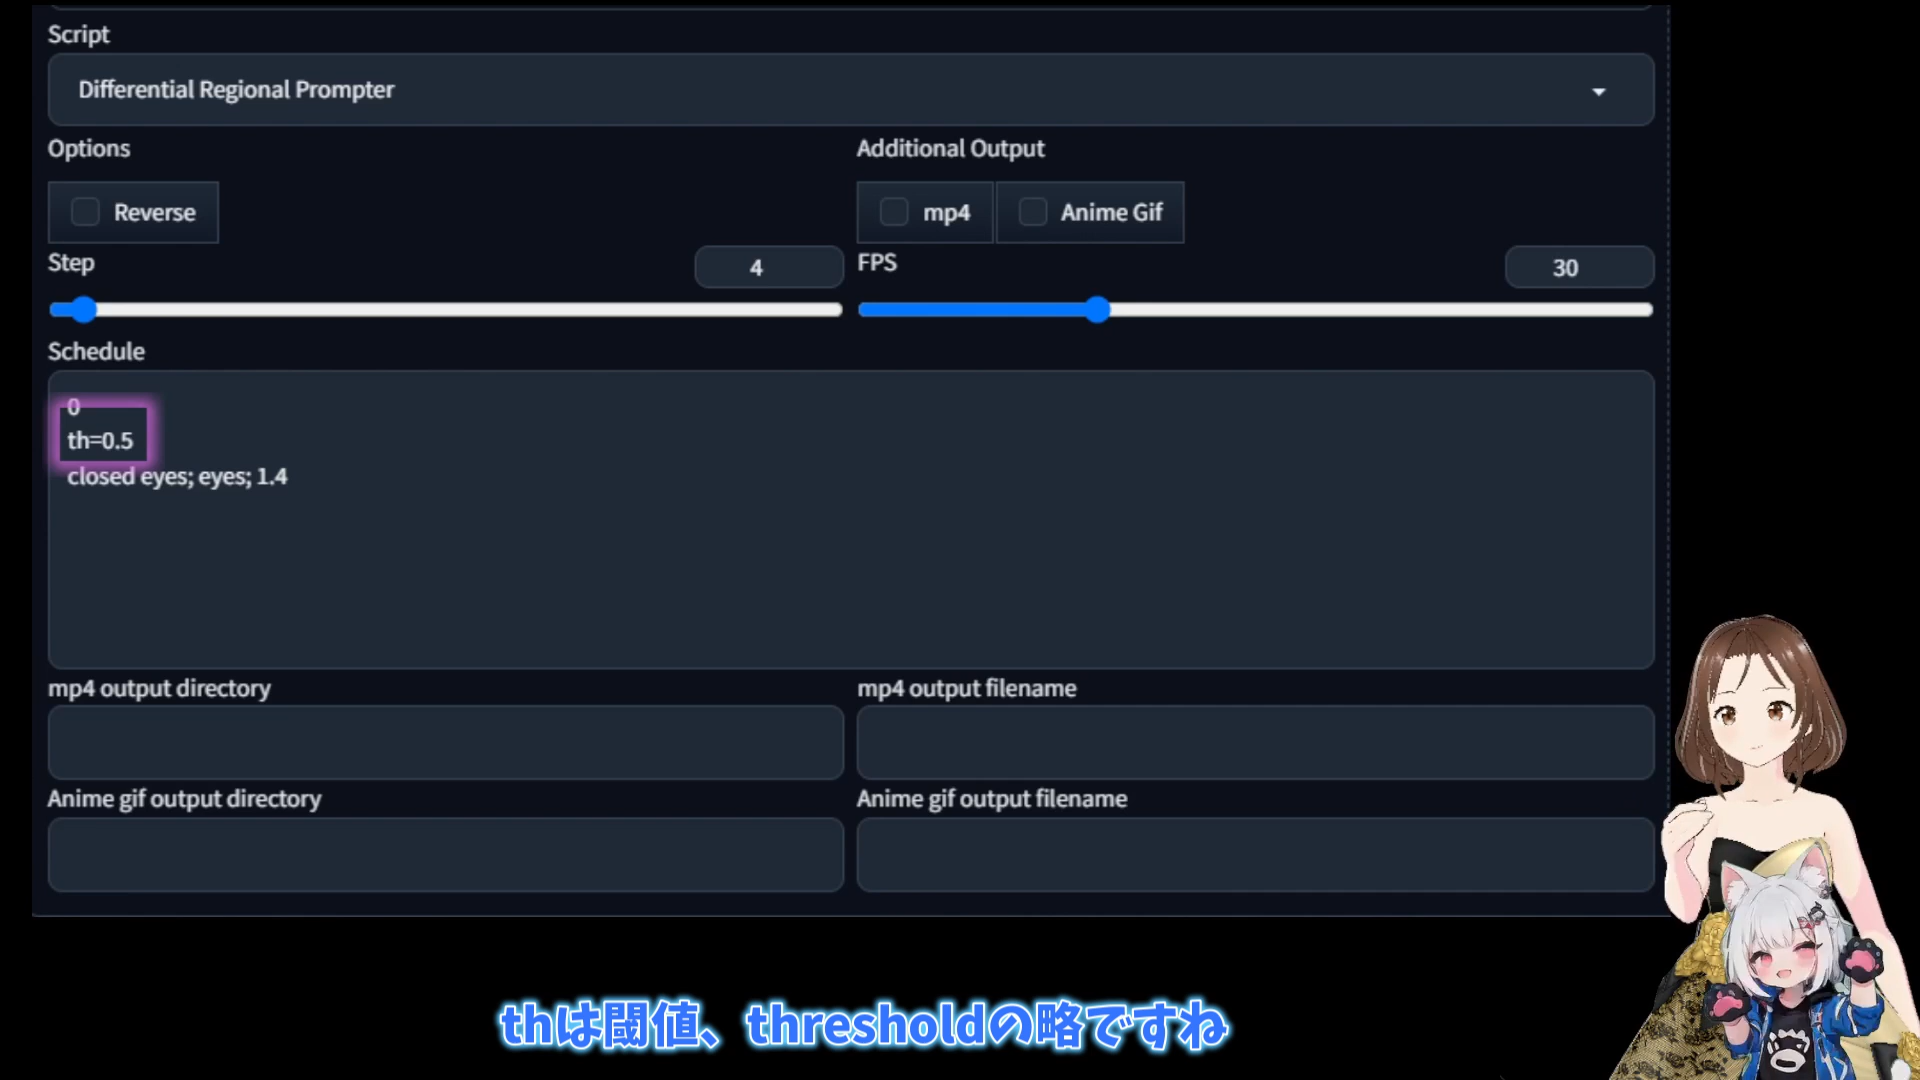 Script
Differential Regional Prompter
Options
Additional Output
Reverse
mp4
Anime Gif
Step
4
FPS
30
Schedule
0
th=0.5
closed eyes; eyes; 1.4
mp4 output directory
mp4 output filename
Anime gif output directory
Anime gif output filename
thは閾値、thresholdの略ですね